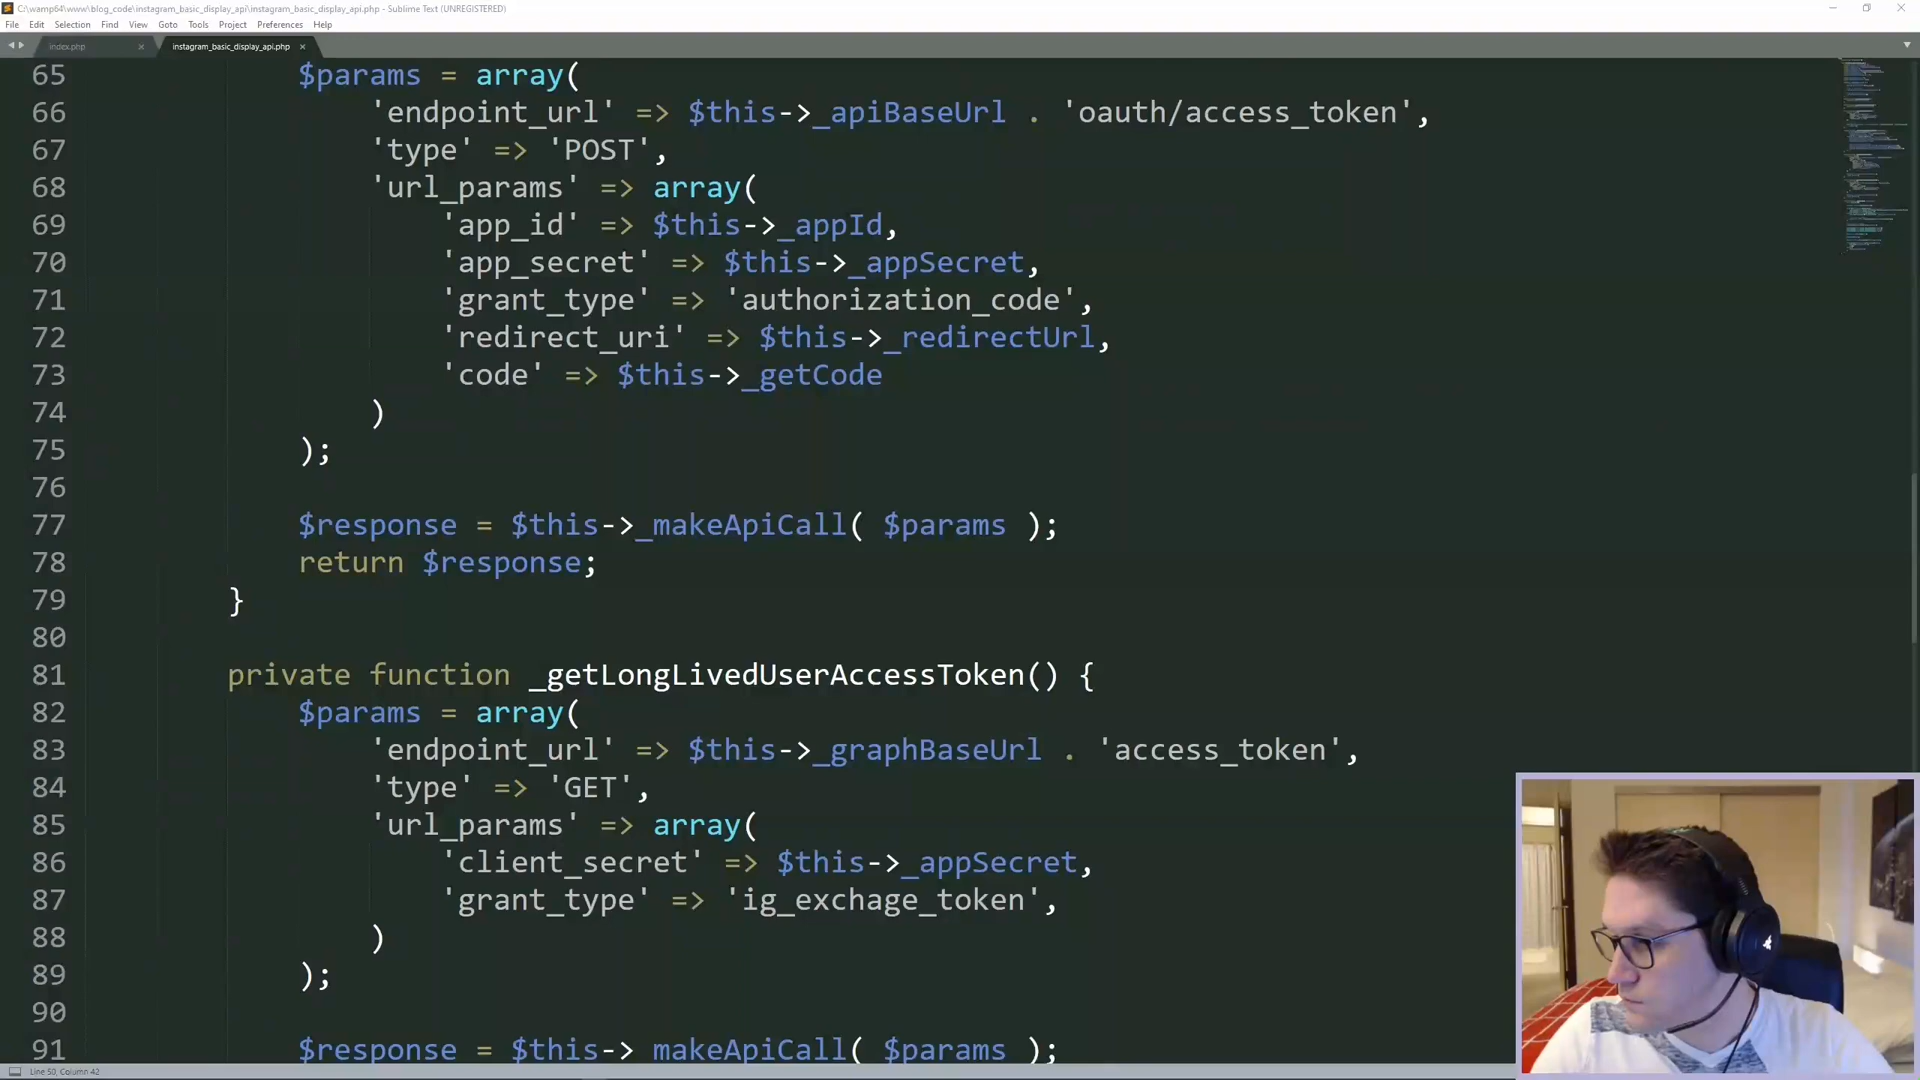 C:\wamp64\www\blog_code\instagram_basic_display_api\instagram_basic_display_api.php - Sublime Text (UNREGISTERED)
File Edit Selection Find View Goto Tools Project Preferences Help
index.php instagram_basic_display_api.php
65 $params = array(
66 'endpoint_url' => $this->_apiBaseUrl . 'oauth/access_token',
67 'type' => 'POST',
68 'url_params' => array(
69 'app_id' => $this->_appId,
70 'app_secret' => $this->_appSecret,
71 'grant_type' => 'authorization_code',
72 'redirect_uri' => $this->_redirectUrl,
73 'code' => $this->_getCode
74 )
75 );
76
77 $response = $this->_makeApiCall( $params );
78 return $response;
79 }
80
81 private function _getLongLivedUserAccessToken() {
82 $params = array(
83 'endpoint_url' => $this->_graphBaseUrl . 'access_token',
84 'type' => 'GET',
85 'url_params' => array(
86 'client_secret' => $this->_appSecret,
87 'grant_type' => 'ig_exchage_token',
88 )
89 );
90
91 $response = $this-> makeApiCall( $params );
Line 50, Column 42